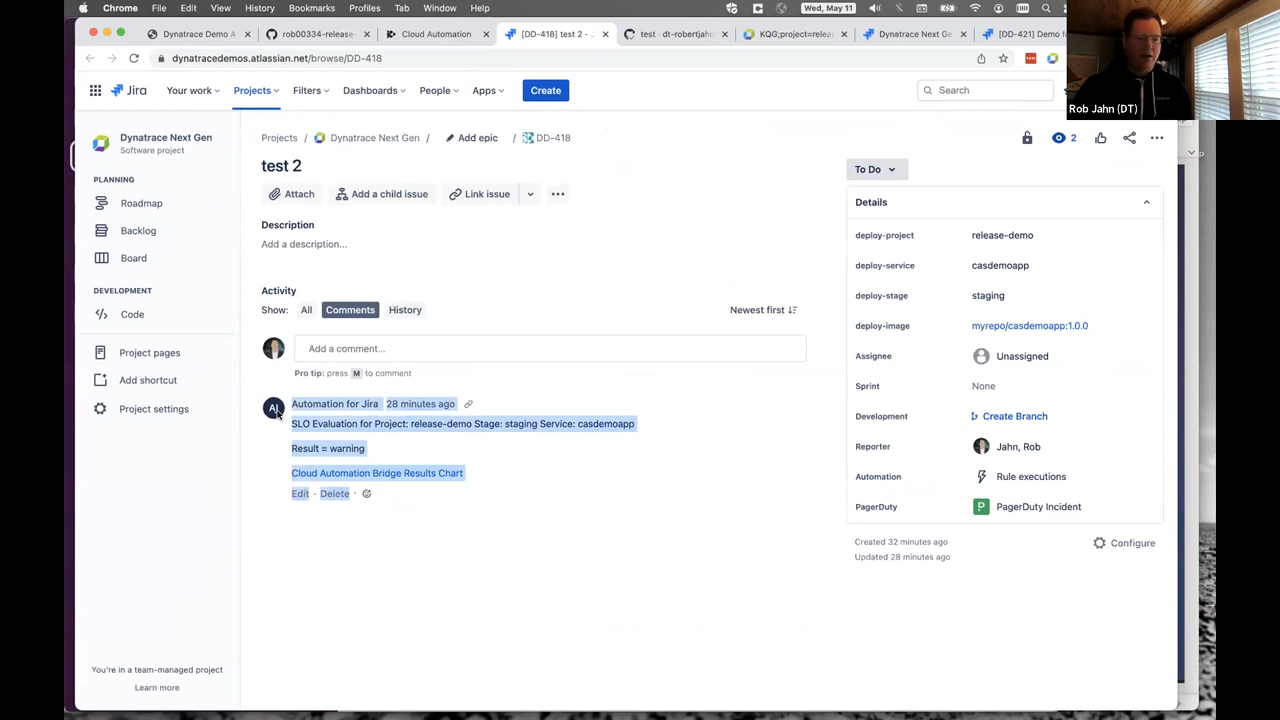 Chrome File Edit View History Bookmarks Profiles Tab Window Help
Wed, May 11
Dynatrace Demo A
rob00334-release-
Cloud Automation
[DD-418] test 2 - J
test · dt-robertjah
KQG;project=relea
Dynatrace Next Ge
[DD-421] Demo f
dynatracedemos.atlassian.net/browse/DD-418
Rob Jahn (DT)
Jira
Your work
Projects
Filters
Dashboards
People
Apps
Create
Search
Dynatrace Next Gen
Software project
PLANNING
Roadmap
Backlog
Board
DEVELOPMENT
Code
Project pages
Add shortcut
Project settings
You're in a team-managed project
Learn more
Projects / Dynatrace Next Gen / Add epic / DD-418
2
test 2
Attach
Add a child issue
Link issue
Description
Add a description...
Activity
Show: All Comments History
Newest first
Add a comment...
Pro tip: press M to comment
Automation for Jira 28 minutes ago
SLO Evaluation for Project: release-demo Stage: staging Service: casdemoapp
Result = warning
Cloud Automation Bridge Results Chart
Edit · Delete ·
To Do
Details
deploy-project release-demo
deploy-service casdemoapp
deploy-stage staging
deploy-image myrepo/casdemoapp:1.0.0
Assignee Unassigned
Sprint None
Development Create Branch
Reporter Jahn, Rob
Automation Rule executions
PagerDuty P PagerDuty Incident
Created 32 minutes ago
Updated 28 minutes ago
Configure